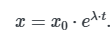 x = x₀ · e^{λ·t}.